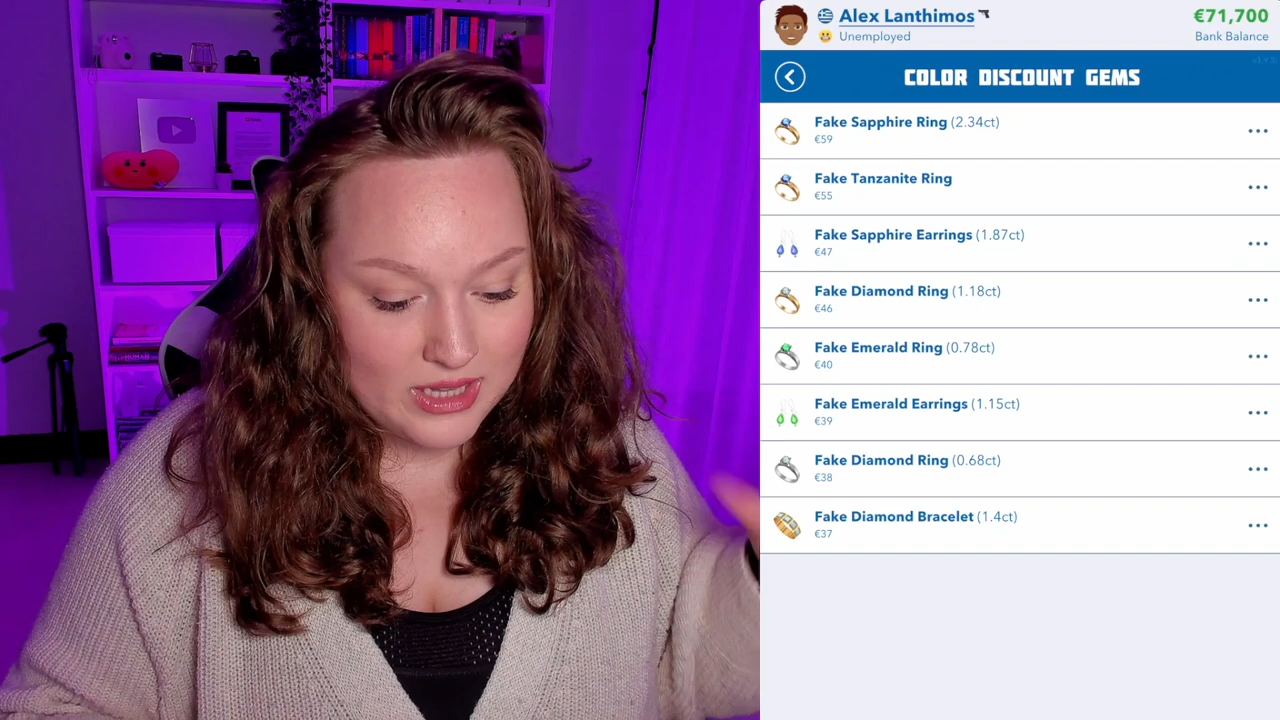 Alex Lanthimos
Unemployed
€71,700
Bank Balance
COLOR DISCOUNT GEMS
Fake Sapphire Ring (2.34ct)
€59
Fake Tanzanite Ring
€55
Fake Sapphire Earrings (1.87ct)
€47
Fake Diamond Ring (1.18ct)
€46
Fake Emerald Ring (0.78ct)
€40
Fake Emerald Earrings (1.15ct)
€39
Fake Diamond Ring (0.68ct)
€38
Fake Diamond Bracelet (1.4ct)
€37